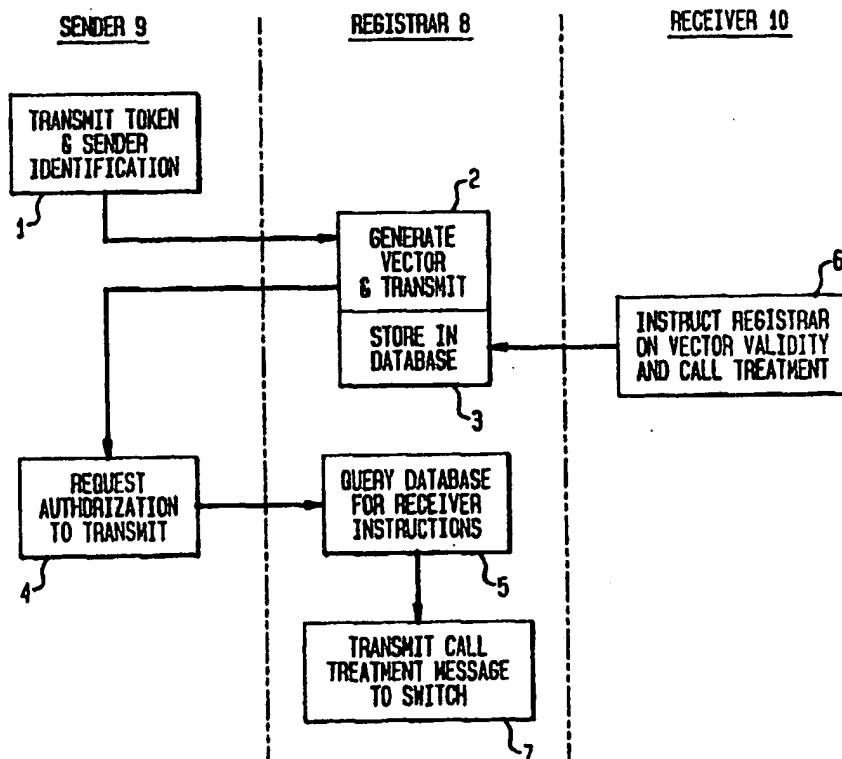 SENDER 9
REGISTRAR 8
RECEIVER 10
TRANSMIT TOKEN
& SENDER
IDENTIFICATION
1
2
GENERATE
VECTOR
& TRANSMIT
STORE IN
DATABASE
3
6
INSTRUCT REGISTRAR
ON VECTOR VALIDITY
AND CALL TREATMENT
REQUEST
AUTHORIZATION
TO TRANSMIT
4
QUERY DATABASE
FOR RECEIVER
INSTRUCTIONS
5
TRANSMIT CALL
TREATMENT MESSAGE
TO SWITCH
7